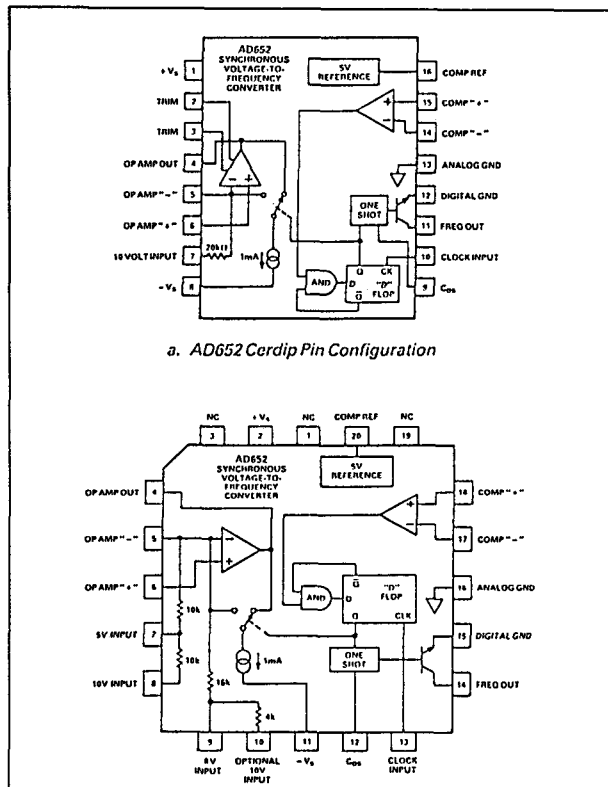 AD652
SYNCHRONOUS
VOLTAGE-TO-
FREQUENCY
CONVERTER
5V
REFERENCE
+VS
1
TRIM
2
TRIM
3
OP AMP OUT
4
OP AMP "–"
5
OP AMP "+"
6
10 VOLT INPUT
7
–VS
8
16
COMP REF
15
COMP "+"
14
COMP "–"
13
ANALOG GND
12
DIGITAL GND
11
FREQ OUT
10
CLOCK INPUT
9
COS
+
–
–
+
20kΩ
1mA
ONE
SHOT
AND
Q
CK
D
"D"
FLOP
Q̅
a. AD652 Cerdip Pin Configuration
NC
+VS
NC
COMP REF
NC
3
2
1
20
19
AD652
SYNCHRONOUS
VOLTAGE-TO-
FREQUENCY
CONVERTER
5V
REFERENCE
OP AMP OUT
4
OP AMP "–"
5
OP AMP "+"
6
5V INPUT
7
10V INPUT
8
18
COMP "+"
17
COMP "–"
16
ANALOG GND
15
DIGITAL GND
14
FREQ OUT
–
+
+
–
10k
10k
16k
4k
1mA
AND
Q̅
"D"
FLOP
D
Q
CLK
ONE
SHOT
9
10
11
12
13
8V
INPUT
OPTIONAL
10V
INPUT
–VS
COS
CLOCK
INPUT